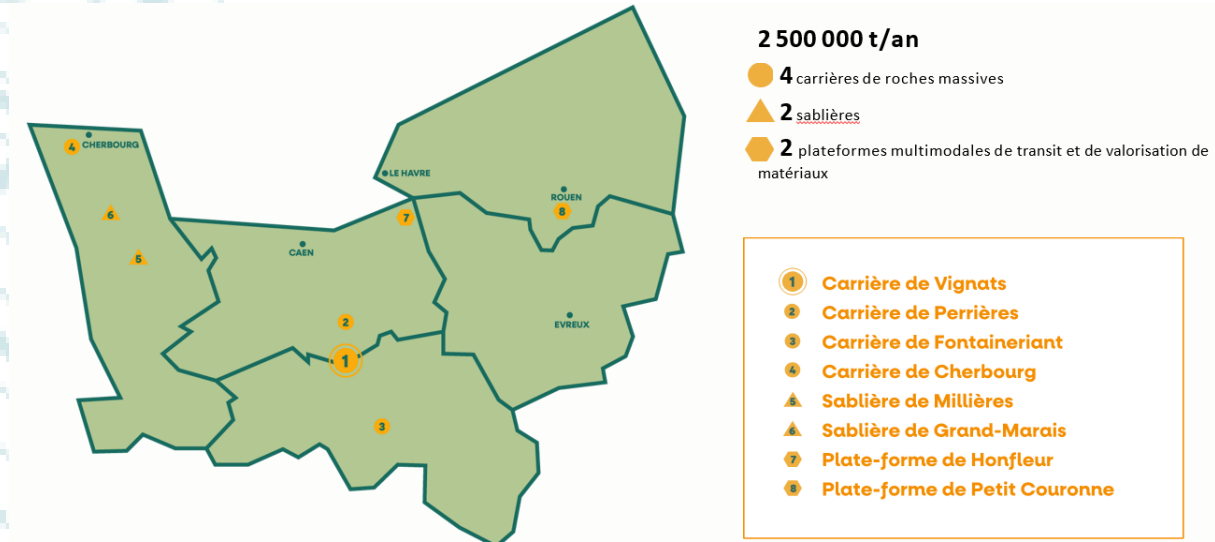 2 500 000 t/an
4 carrières de roches massives
2 sablières
2 plateformes multimodales de transit et de valorisation de
matériaux
4
CHERBOURG
6
5
LE HAVRE
7
ROUEN
8
CAEN
2
1
3
EVREUX
1 Carrière de Vignats
2 Carrière de Perrières
3 Carrière de Fontaineriant
4 Carrière de Cherbourg
5 Sablière de Millières
6 Sablière de Grand-Marais
7 Plate-forme de Honfleur
8 Plate-forme de Petit Couronne